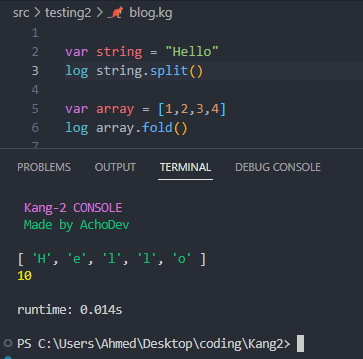 src > testing2 > blog.kg
1
2 var string = "Hello"
3 log string.split()
4
5 var array = [1,2,3,4]
6 log array.fold()
7
PROBLEMS OUTPUT TERMINAL DEBUG CONSOLE
Kang-2 CONSOLE
Made by AchoDev
[ 'H', 'e', 'l', 'l', 'o' ]
10
runtime: 0.014s
PS C:\Users\Ahmed\Desktop\coding\Kang2>